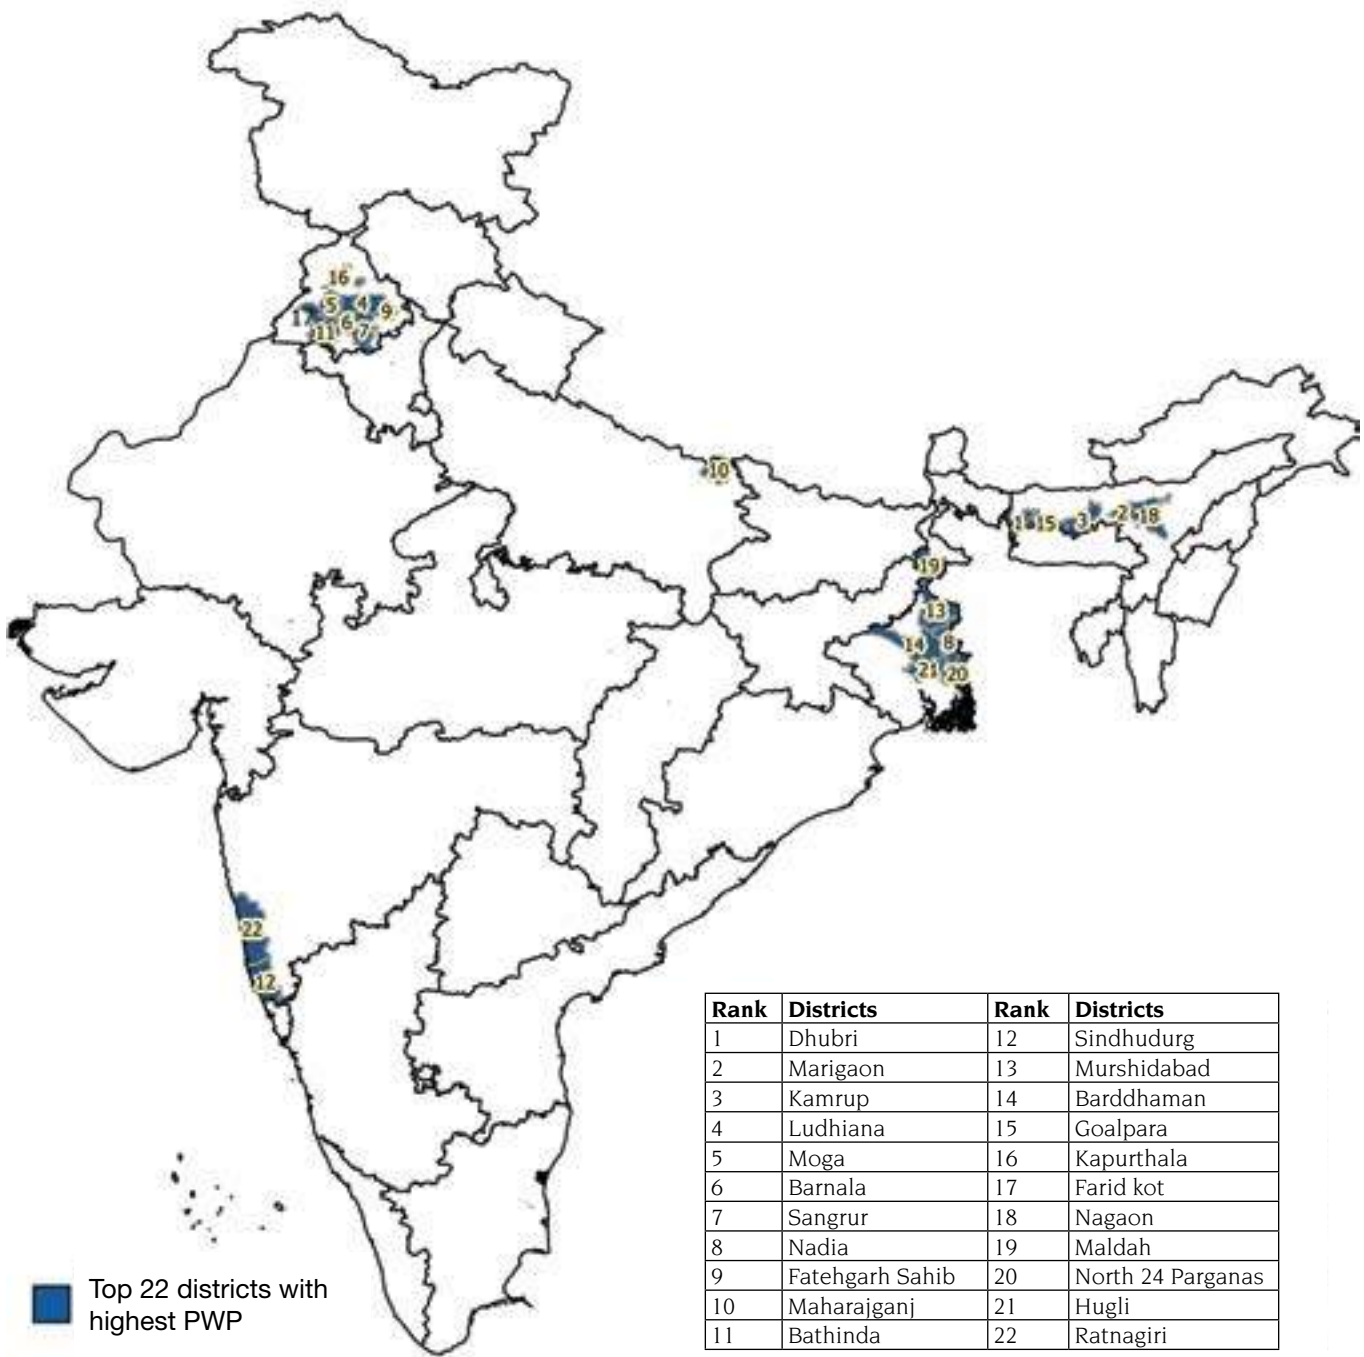 16
5 4 9
17 6
11 7
10
1 15 3 2 18
19
13
14 8
21 20
22
12
Rank Districts Rank Districts
1 Dhubri 12 Sindhudurg
2 Marigaon 13 Murshidabad
3 Kamrup 14 Barddhaman
4 Ludhiana 15 Goalpara
5 Moga 16 Kapurthala
6 Barnala 17 Farid kot
7 Sangrur 18 Nagaon
8 Nadia 19 Maldah
9 Fatehgarh Sahib 20 North 24 Parganas
10 Maharajganj 21 Hugli
11 Bathinda 22 Ratnagiri
Top 22 districts with
highest PWP